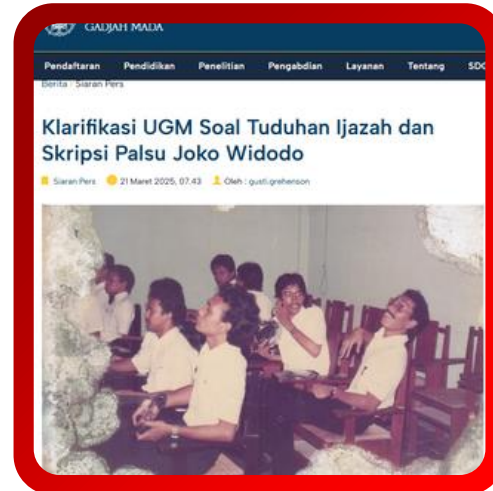 GADJAH MADA
Pendaftaran Pendidikan Penelitian Pengabdian Layanan Tentang
Berita - Siaran Pers
Klarifikasi UGM Soal Tuduhan Ijazah dan
Skripsi Palsu Joko Widodo
Siaran Pers 21 Maret 2025, 07.43 Oleh : gusti.grehenson